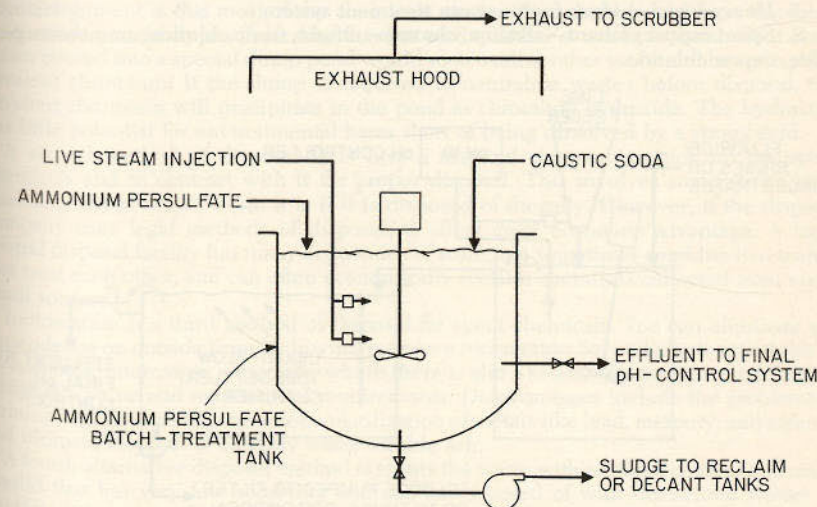 EXHAUST TO SCRUBBER
EXHAUST HOOD
LIVE STEAM INJECTION
CAUSTIC SODA
AMMONIUM PERSULFATE
EFFLUENT TO FINAL
pH-CONTROL SYSTEM
AMMONIUM PERSULFATE
BATCH-TREATMENT
TANK
SLUDGE TO RECLAIM
OR DECANT TANKS